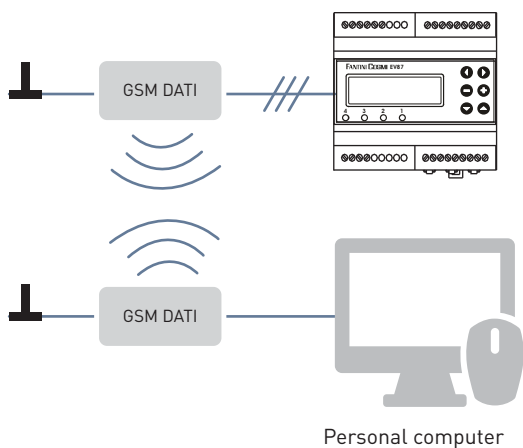 FANTINI COSMI EV87
GSM DATI
4 3 2 1
GSM DATI
Personal computer